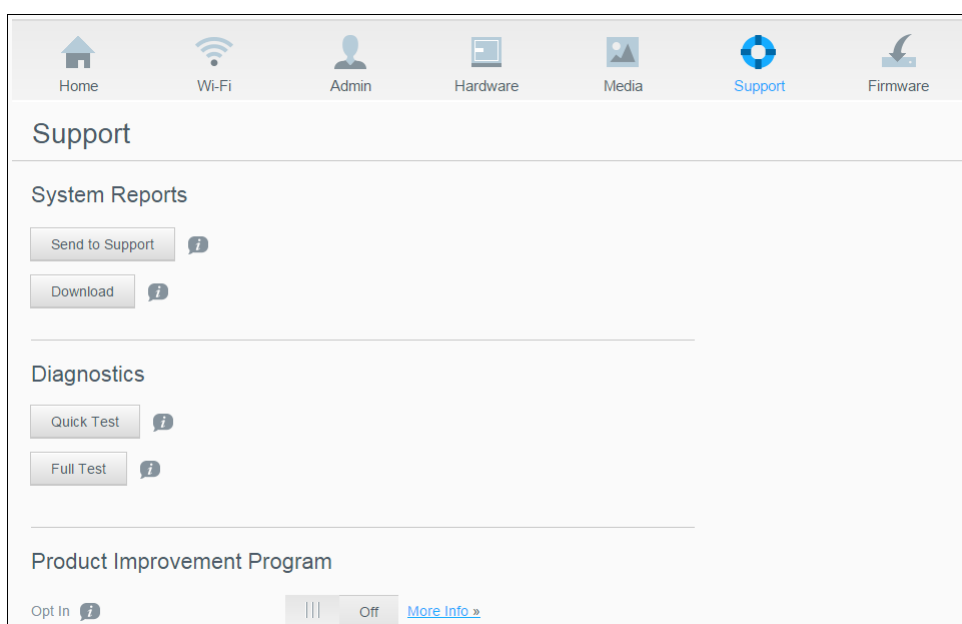 Home Wi-Fi Admin Hardware Media Support Firmware
Support
System Reports
Send to Support
Download
Diagnostics
Quick Test
Full Test
Product Improvement Program
Opt In Off More Info »